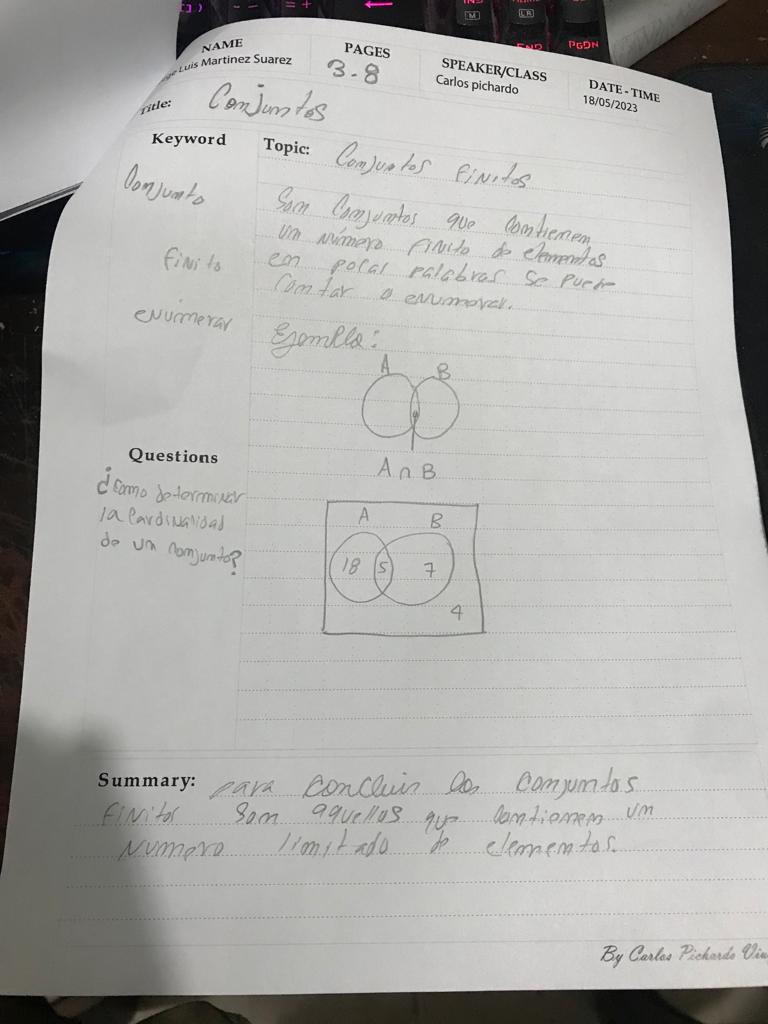 NAME
Luis Martinez Suarez
PAGES
3-8
SPEAKER/CLASS
Carlos pichardo
DATE - TIME
18/05/2023
Title: Conjuntos
Keyword
Conjunto
finito
enumerar
Topic: Conjuntos finitos
Son Conjuntos que Contienen
un número finito de elementos
en pocas palabras se puede
Contar o enumerar.
Ejemplo:
A B
A ∩ B
A B
18 5 7
4
Questions
¿Como determinar
la Cardinalidad
de un conjunto?
Summary: para concluir los conjuntos
finitos son aquellos que contienen un
numero limitado de elementos.
By Carlos Pichardo
PGDN